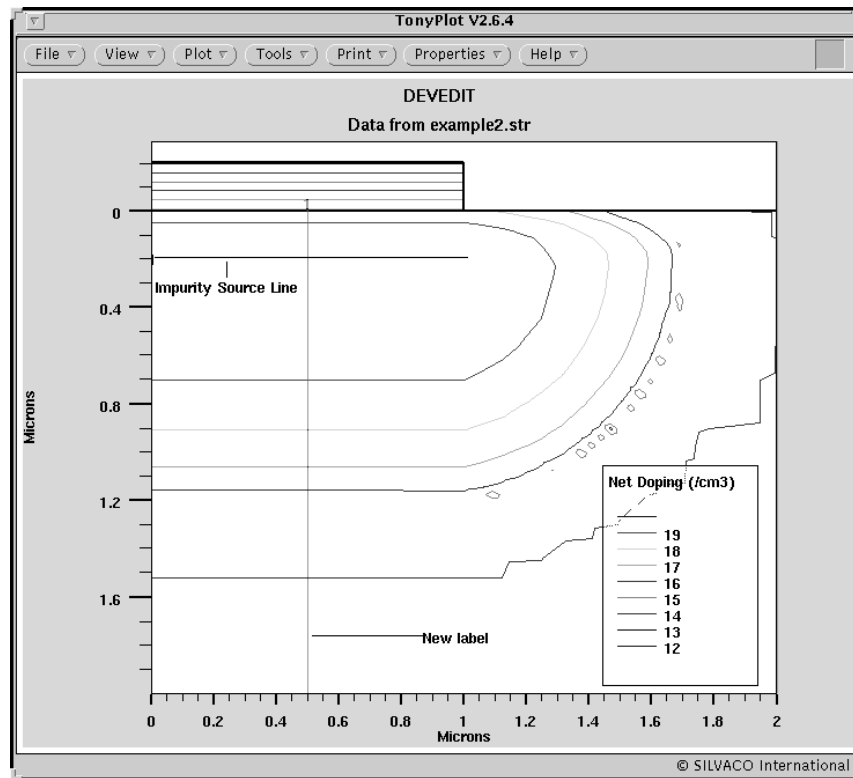 TonyPlot V2.6.4
File View Plot Tools Print Properties Help
DEVEDIT
Data from example2.str
1
0
Impurity Source Line
0.4
0.8
Microns
1.2
1.6
Net Doping (/cm3)
19
18
17
16
15
14
13
12
New label
0 0.2 0.4 0.6 0.8 1 1.2 1.4 1.6 1.8 2
Microns
© SILVACO International